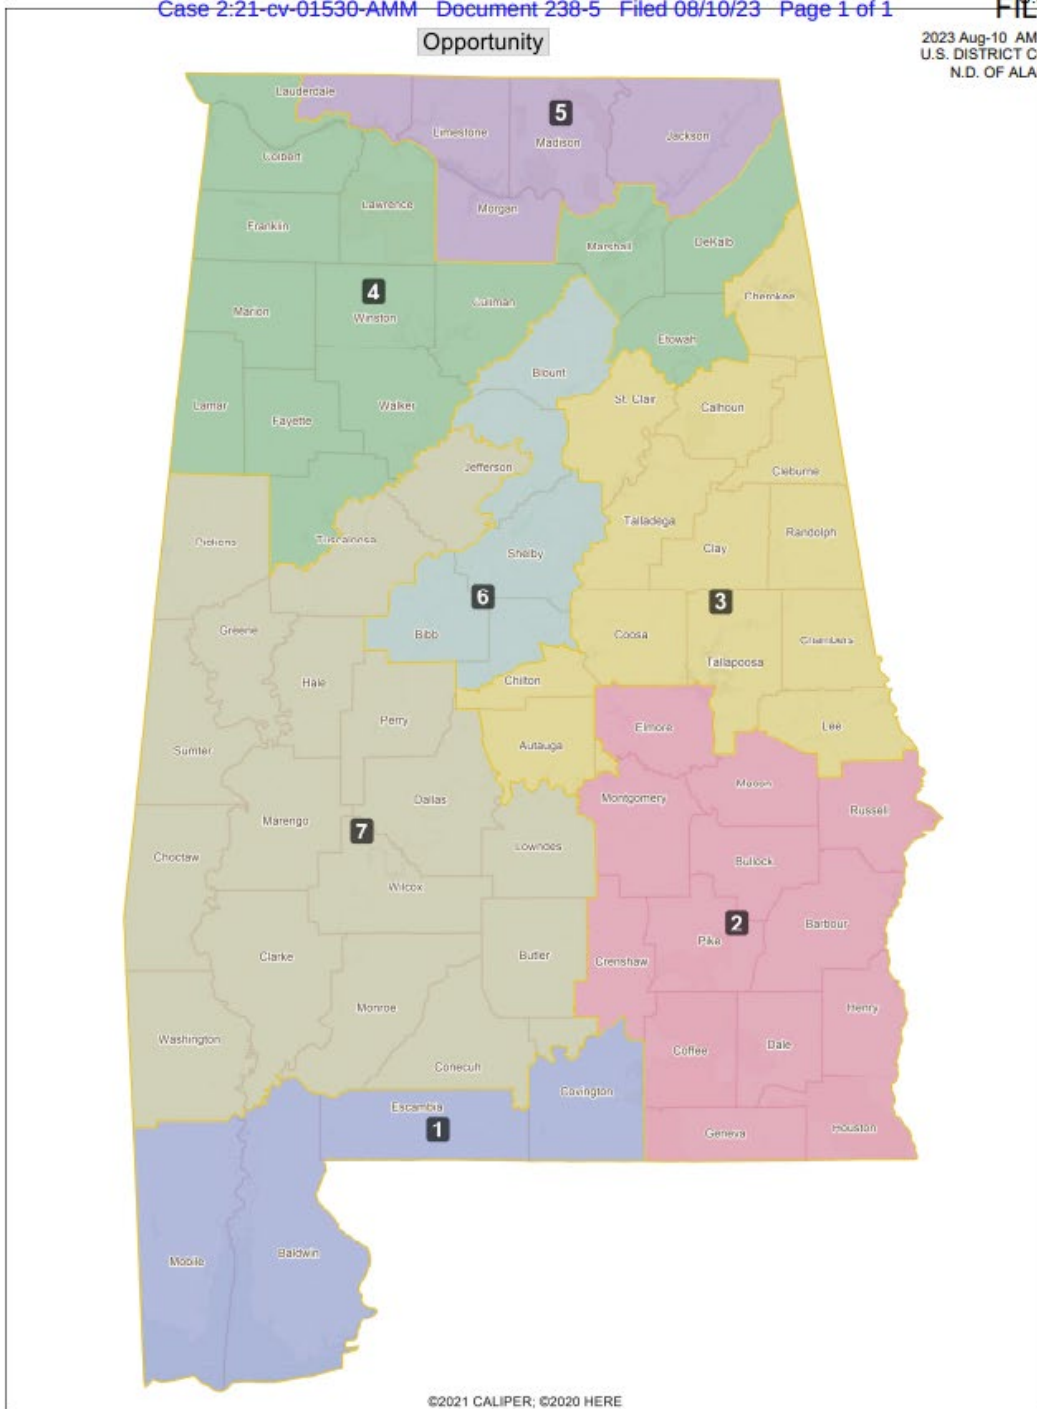 Case 2:21-cv-01530-AMM Document 238-5 Filed 08/10/23 Page 1 of 1
FIL
2023 Aug-10 AM
U.S. DISTRICT C
N.D. OF ALA
Opportunity
Lauderdale
5
Limestone
Madison
Jackson
Colbert
Lawrence
Morgan
Franklin
Marshall
DeKalb
4
Marion
Winston
Cullman
Cherokee
Etowah
Blount
Lamar
Fayette
Walker
St. Clair
Calhoun
Jefferson
Cleburne
Pickens
Tuscaloosa
Talladega
Randolph
Shelby
Clay
6
3
Greene
Bibb
Coosa
Chambers
Tallapoosa
Hale
Chilton
Perry
Elmore
Lee
Sumter
Autauga
Dallas
Montgomery
Macon
Russell
Marengo
7
Choctaw
Lowndes
Bullock
Wilcox
2
Barbour
Clarke
Butler
Crenshaw
Pike
Monroe
Henry
Washington
Conecuh
Coffee
Dale
Covington
Escambia
1
Geneva
Houston
Mobile
Baldwin
©2021 CALIPER; ©2020 HERE